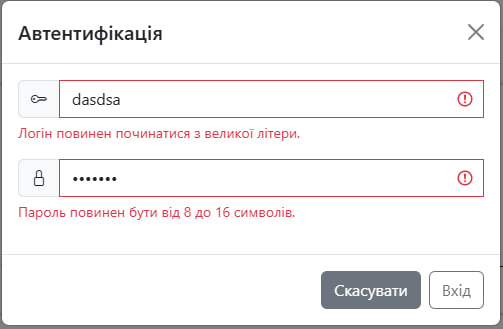 Автентифікація
dasdsa
Логін повинен починатися з великої літери.
•••••••
Пароль повинен бути від 8 до 16 символів.
Скасувати Вхід